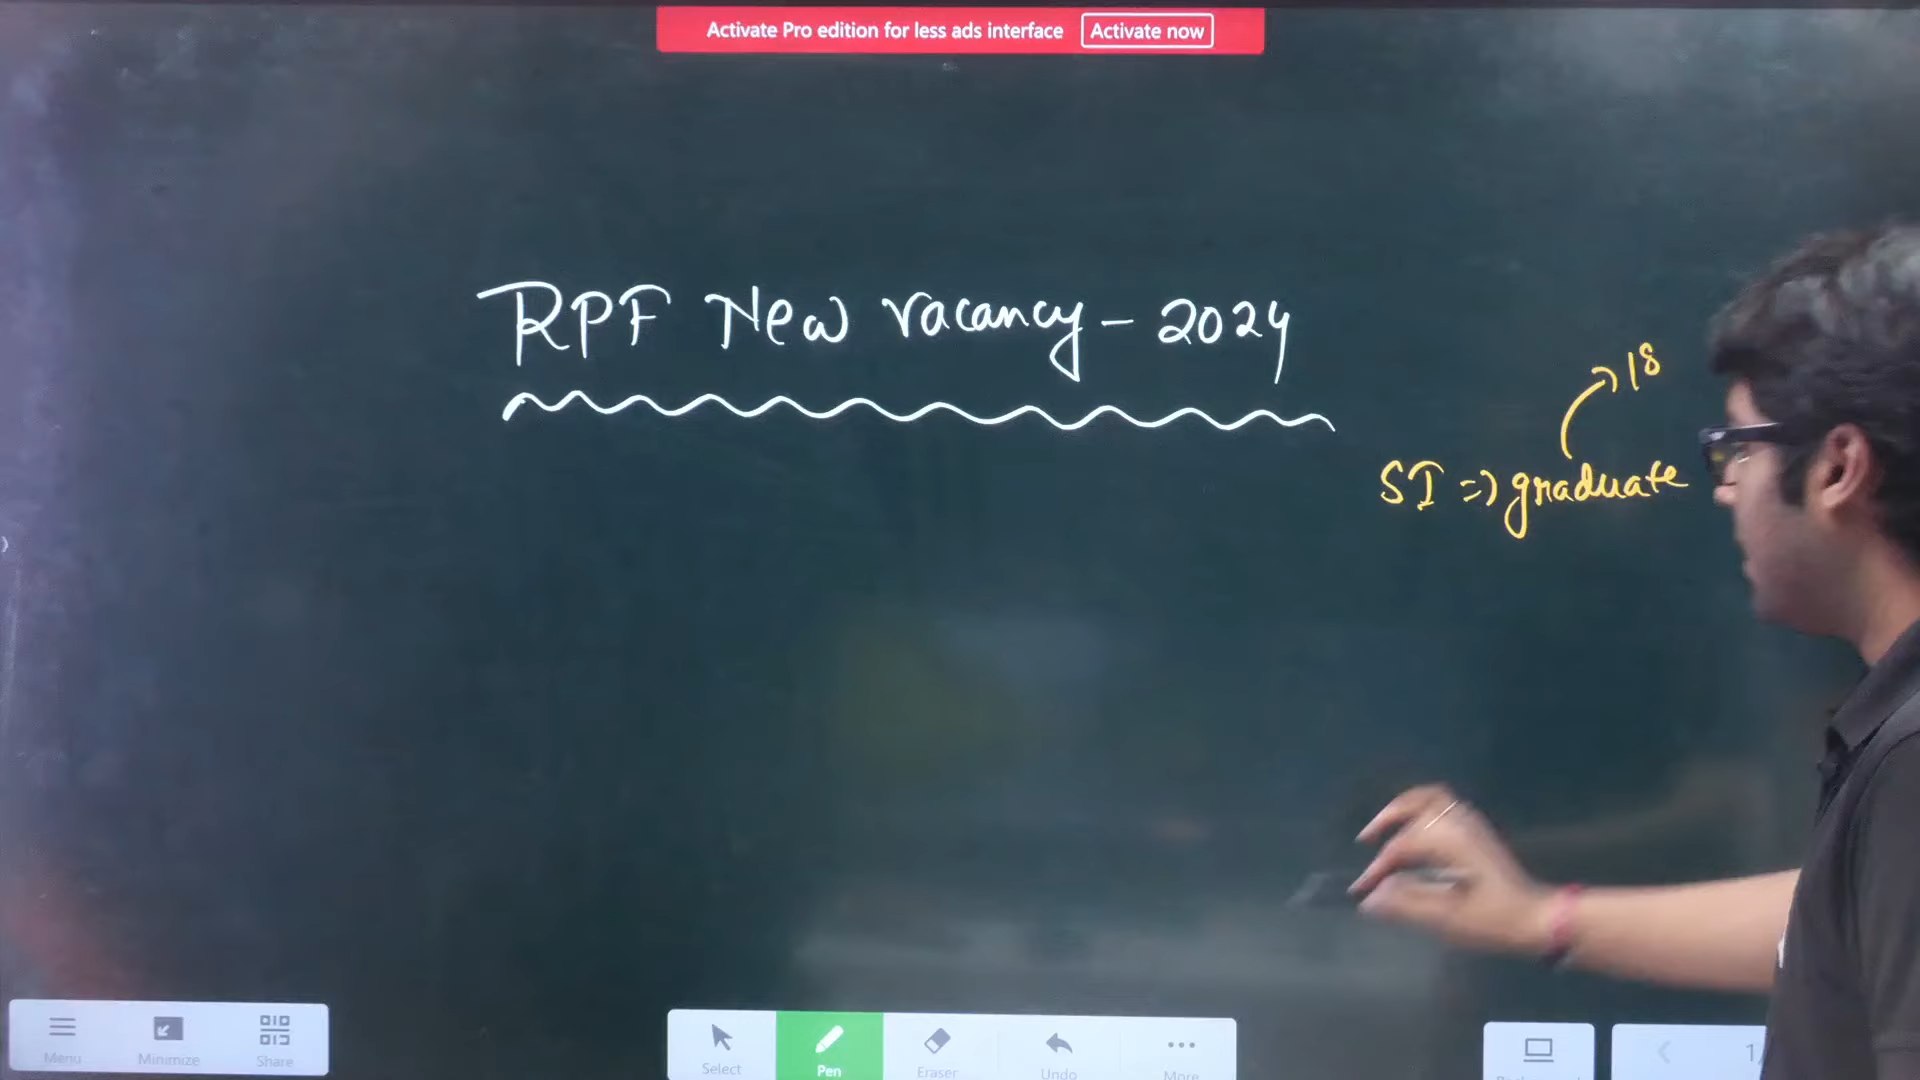 Activate Pro edition for less ads interface Activate now
RPF New Vacancy - 2024
18
SI => graduate
Menu Minimize Share
Select Pen Eraser Undo More
1